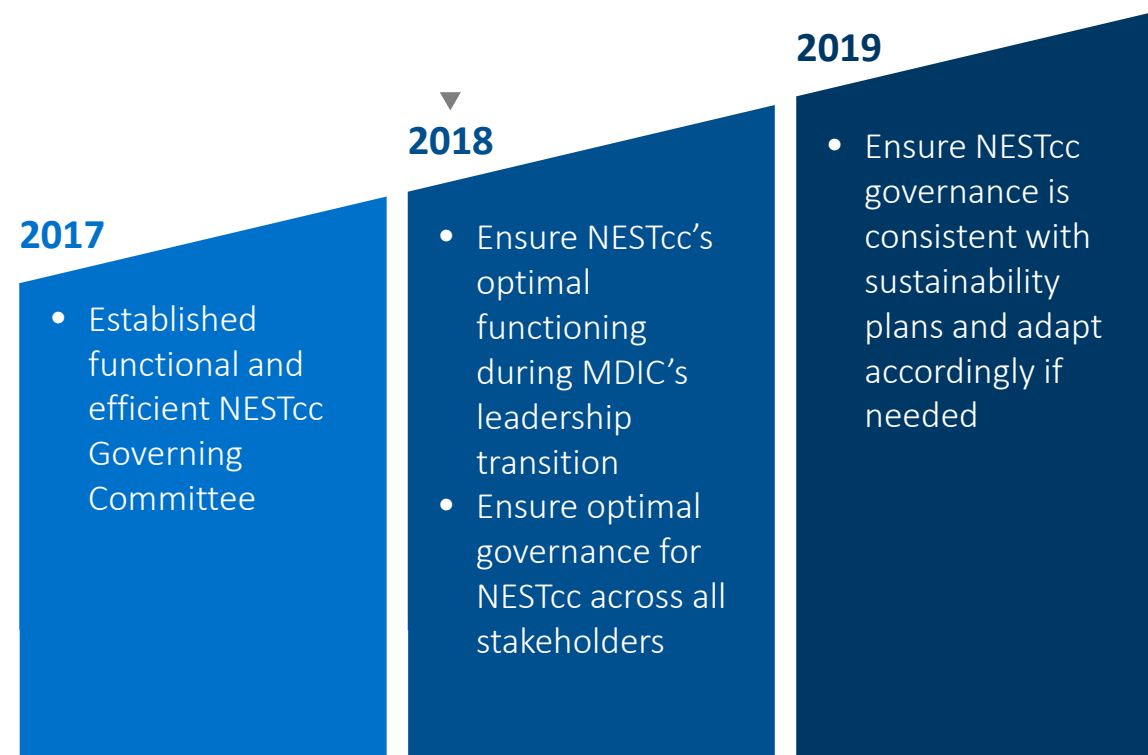 2017
• Established
functional and
efficient NESTcc
Governing
Committee
2018
• Ensure NESTcc’s
optimal
functioning
during MDIC’s
leadership
transition
• Ensure optimal
governance for
NESTcc across all
stakeholders
2019
• Ensure NESTcc
governance is
consistent with
sustainability
plans and adapt
accordingly if
needed